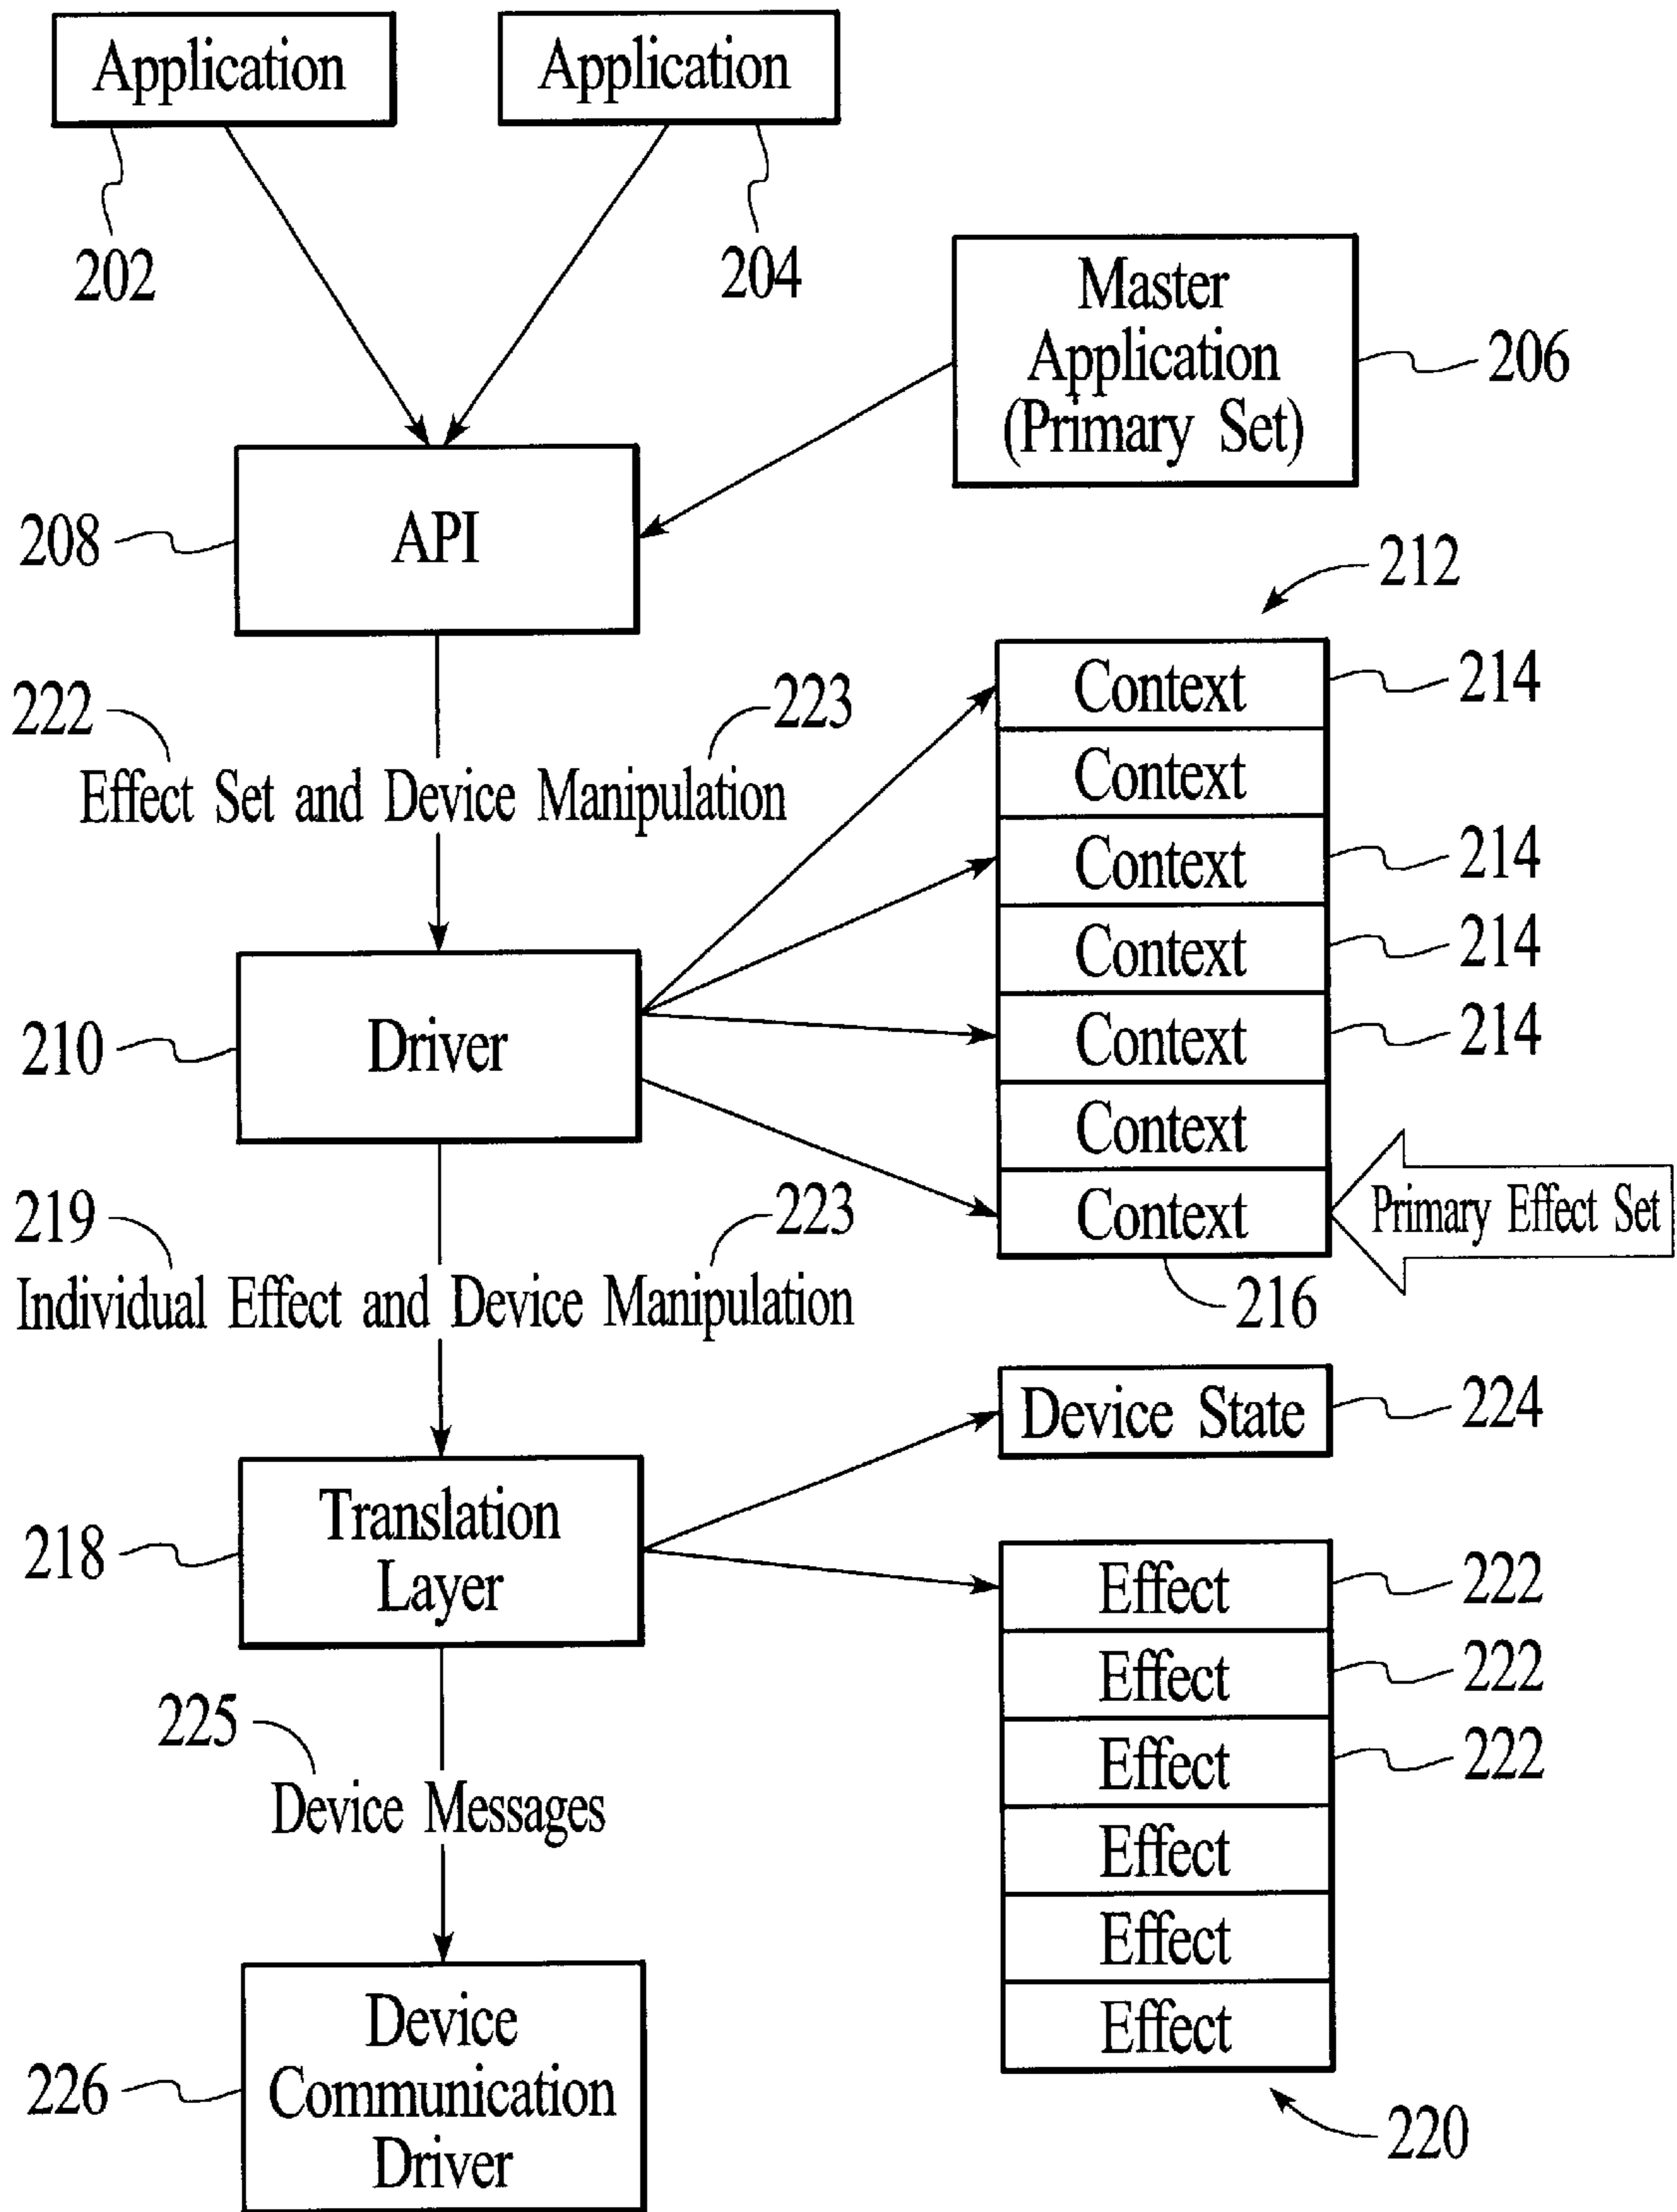 Application
Application
202
204
Master
Application
(Primary Set)
206
208
API
212
Context
214
222
223
Effect Set and Device Manipulation
Context
Context
214
Context
214
210
Driver
Context
214
Context
219
223
Context
Primary Effect Set
Individual Effect and Device Manipulation
216
Device State
224
218
Translation
Layer
Effect
222
Effect
222
225
Effect
222
Device Messages
Effect
Effect
Effect
226
Device
Communication
Driver
220